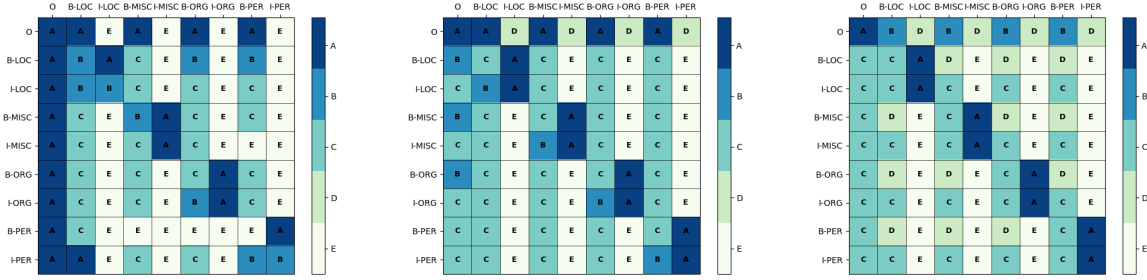 O B-LOC I-LOC B-MISC I-MISC B-ORG I-ORG B-PER I-PER
O A A E A E A E A E
B-LOC A B A C E B E B E
I-LOC A B B C E C E C E
B-MISC A C E B A C E C E
I-MISC A C E C A C E C E
B-ORG A C E C E C A C E
I-ORG A C E C E B A C E
B-PER A C E E E E E E A
I-PER A A E C E C E B B
A
B
C
D
E
O B-LOC I-LOC B-MISC I-MISC B-ORG I-ORG B-PER I-PER
O A A D A D A D A D
B-LOC B C A C E C E C E
I-LOC C B A C E C E C E
B-MISC B C E C A C E C E
I-MISC C C E B A C E C E
B-ORG B C E C E C A C E
I-ORG C C E C E B A C E
B-PER C C E C E C E C A
I-PER C C E C E C E B A
A
B
C
D
E
O B-LOC I-LOC B-MISC I-MISC B-ORG I-ORG B-PER I-PER
O A B D B D B D B D
B-LOC C C A D E D E D E
I-LOC C C A C E C E C E
B-MISC C D E C A D E D E
I-MISC C C E C A C E C E
B-ORG C D E D E C A D E
I-ORG C C E C E C A C E
B-PER C D E D E D E C A
I-PER C C E C E C E C A
A
B
C
D
E